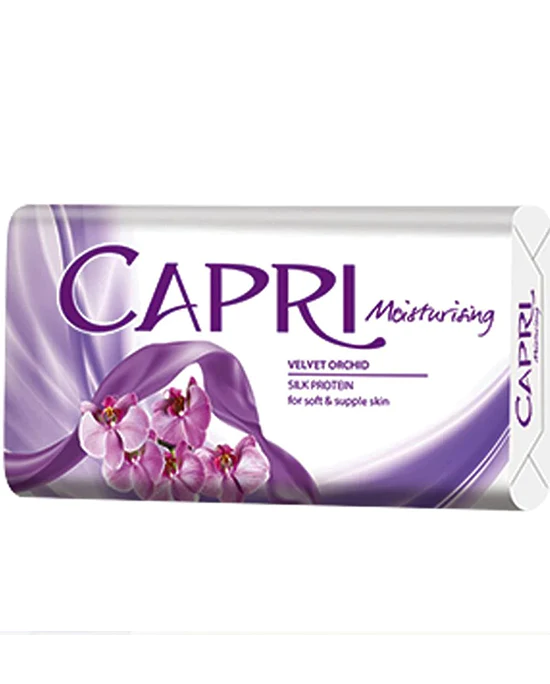 CAPRI Moisturising
VELVET ORCHID
SILK PROTEIN
for soft & supple skin
CAPRI
Moisturising